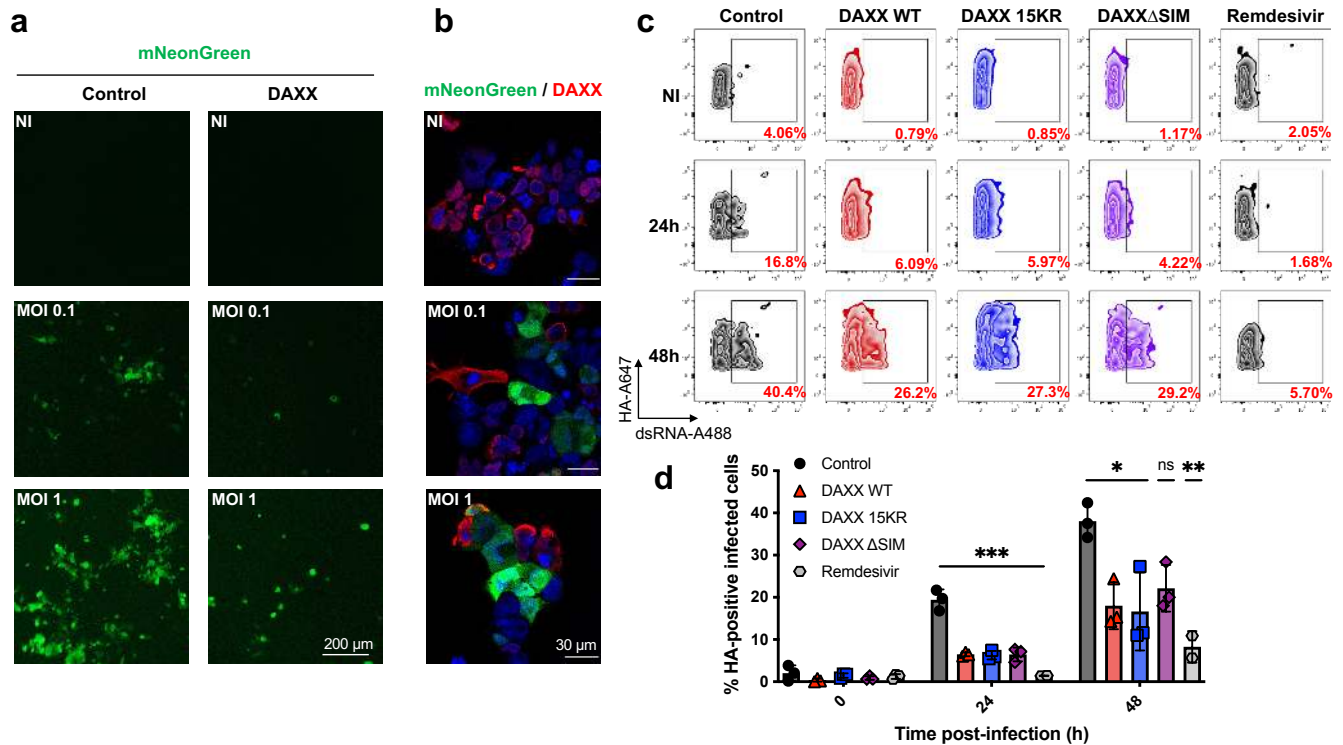 a
mNeonGreen
Control DAXX
NI NI
MOI 0.1 MOI 0.1
MOI 1 MOI 1
200 µm
b
mNeonGreen / DAXX
NI
MOI 0.1
MOI 1
30 µm
c
Control DAXX WT DAXX 15KR DAXXΔSIM Remdesivir
NI
4.06% 0.79% 0.85% 1.17% 2.05%
24h
16.8% 6.09% 5.97% 4.22% 1.68%
48h
40.4% 26.2% 27.3% 29.2% 5.70%
HA-A647
dsRNA-A488
d
% HA-positive infected cells
50
40
30
20
10
0
Control
DAXX WT
DAXX 15KR
DAXX ΔSIM
Remdesivir
***
* ns **
0 24 48
Time post-infection (h)